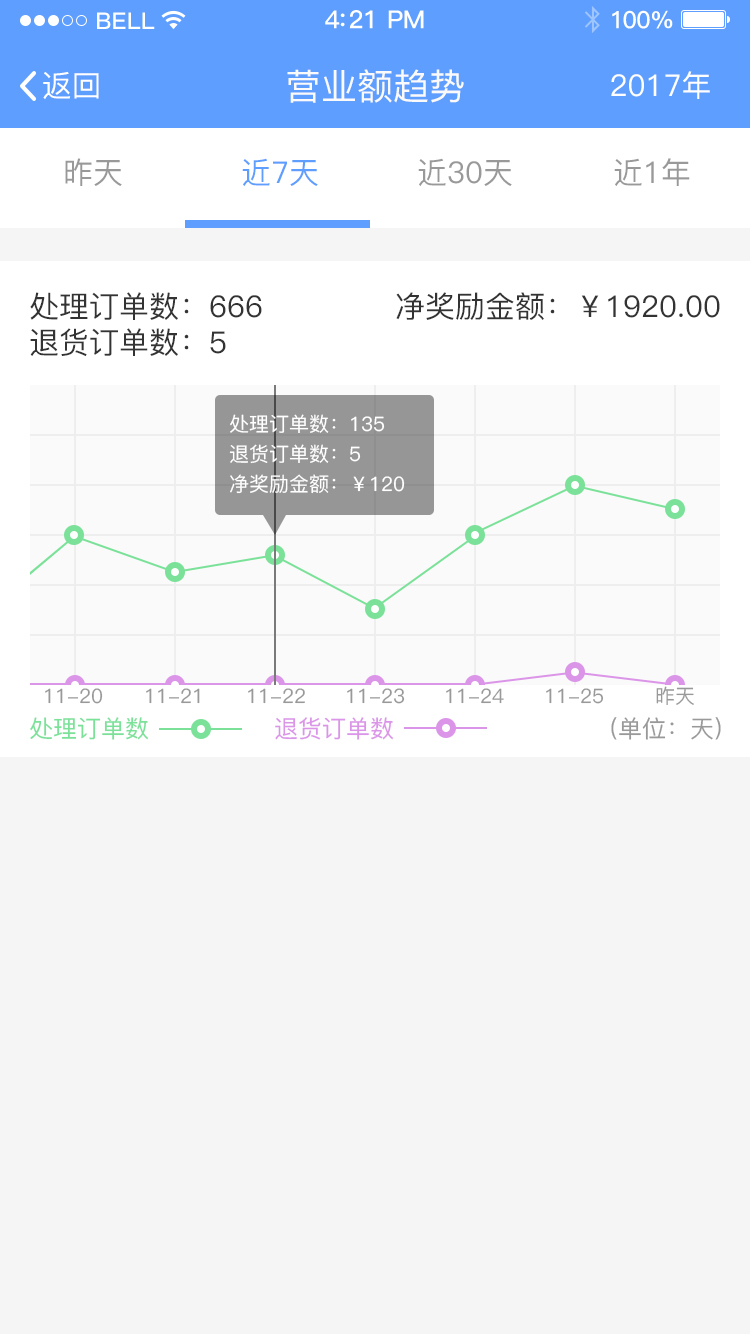 BELL 4:21 PM 100%
返回 营业额趋势 2017年
昨天 近7天 近30天 近1年
处理订单数：666 净奖励金额：￥1920.00
退货订单数：5
处理订单数：135
退货订单数：5
净奖励金额：￥120
11-20 11-21 11-22 11-23 11-24 11-25 昨天
处理订单数 退货订单数 (单位：天)